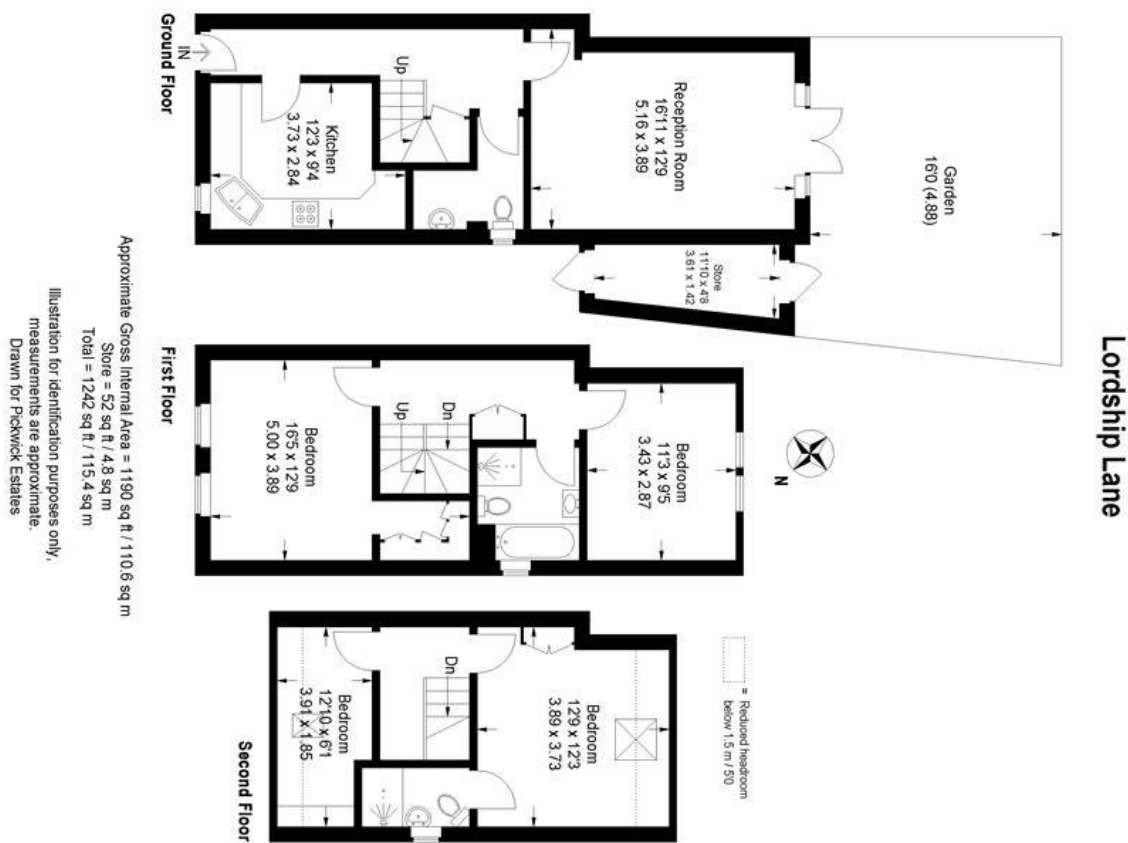 Lordship Lane
Garden
16'0 (4.88)
Reception Room
16'11 x 12'9
5.16 x 3.89
Store
11'10 x 4'8
3.61 x 1.42
Up
Kitchen
12'3 x 9'4
3.73 x 2.84
IN
Ground Floor
N
Bedroom
11'3 x 9'5
3.43 x 2.87
Dn
Up
Bedroom
16'5 x 12'9
5.00 x 3.89
First Floor
= Reduced headroom
below 1.5 m / 5'0
Bedroom
12'9 x 12'3
3.89 x 3.73
Dn
Bedroom
12'10 x 6'1
3.91 x 1.85
Second Floor
Approximate Gross Internal Area = 1190 sq ft / 110.6 sq m
Store = 52 sq ft / 4.8 sq m
Total = 1242 sq ft / 115.4 sq m
Illustration for identification purposes only,
measurements are approximate.
Drawn for Pickwick Estates